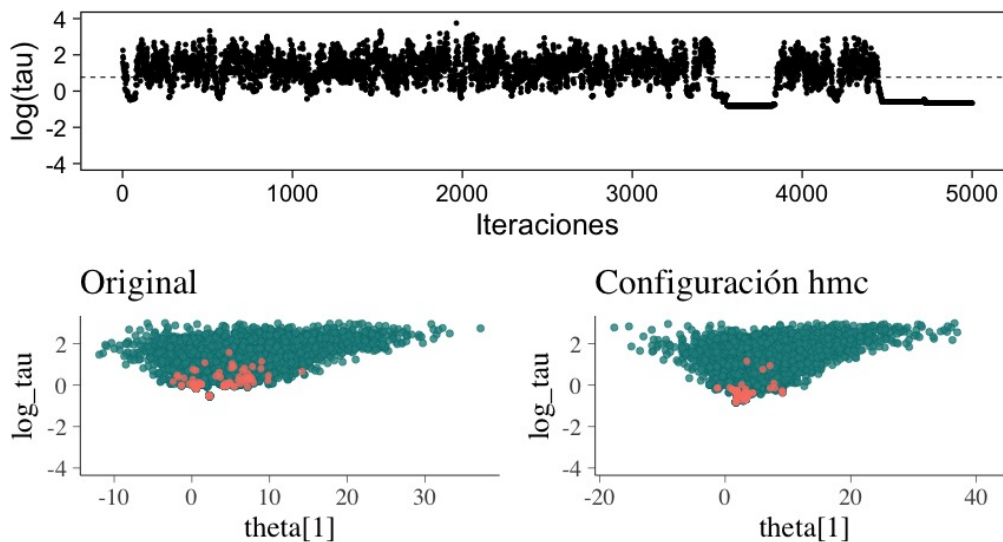 log(tau)
4
2
0
-2
-4
0 1000 2000 3000 4000 5000
Iteraciones
Original
log_tau
2
0
-2
-4
-10 0 10 20 30
theta[1]
Configuración hmc
log_tau
2
0
-2
-4
-20 0 20 40
theta[1]